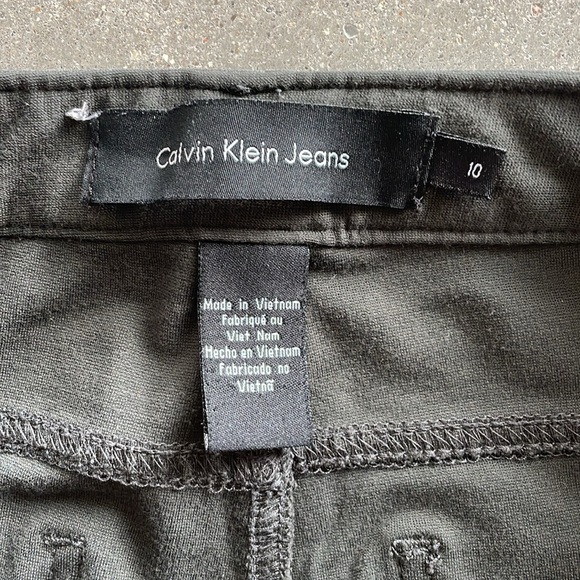 Calvin Klein Jeans
10
Made in Vietnam
Fabriqué au
Viet Nam
Hecho en Vietnam
Fabricado no
Vietnã